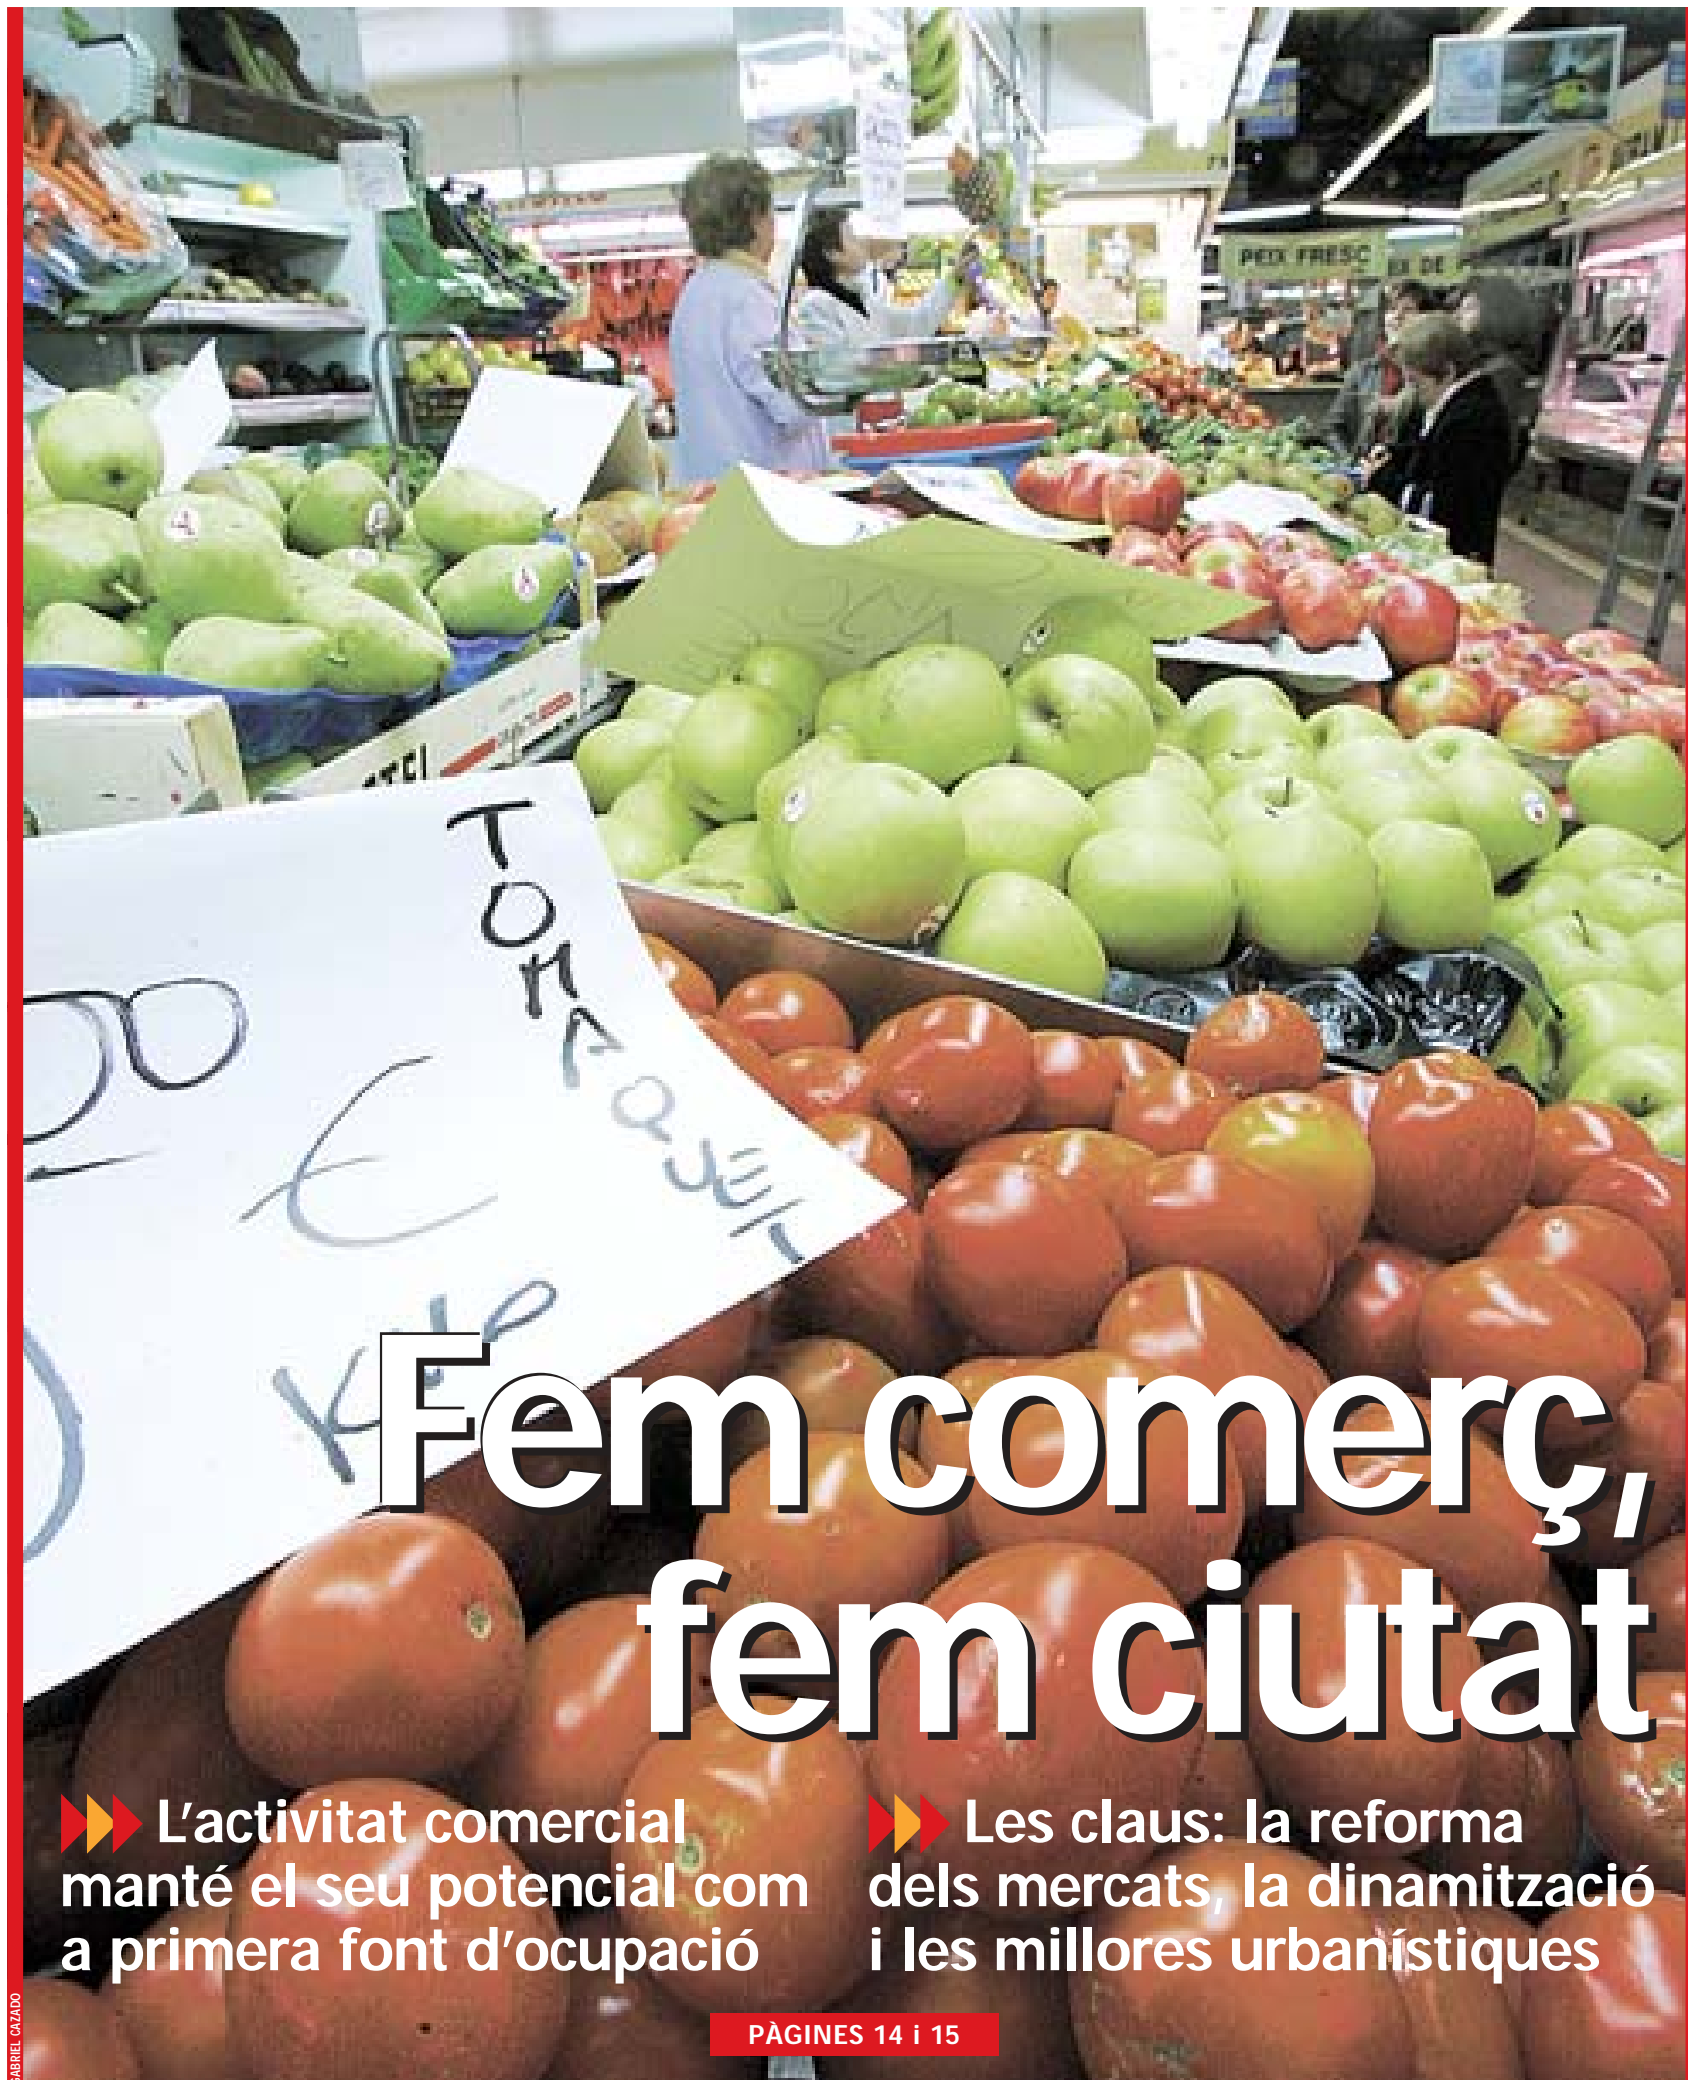 PEIX FRESC
TOMAQUET
€
KILO
Fem comerç,
fem ciutat
L'activitat comercial
manté el seu potencial com
a primera font d'ocupació
Les claus: la reforma
dels mercats, la dinamització
i les millores urbanístiques
PÀGINES 14 i 15
GABRIEL CAZADO